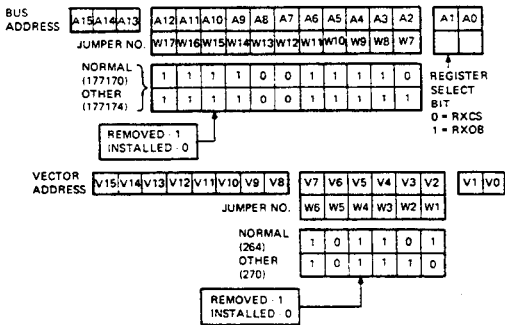 BUS ADDRESS A15 A14 A13 A12 A11 A10 A9 A8 A7 A6 A5 A4 A3 A2 A1 A0
JUMPER NO. W17 W16 W15 W14 W13 W12 W11 W10 W9 W8 W7
NORMAL (177170) 1 1 1 1 0 0 1 1 1 1 0
OTHER (177174) 1 1 1 1 0 0 1 1 1 1 1
REGISTER
SELECT
BIT
0 = RXCS
1 = RXOB
REMOVED - 1
INSTALLED - 0
VECTOR ADDRESS V15 V14 V13 V12 V11 V10 V9 V8 V7 V6 V5 V4 V3 V2 V1 V0
JUMPER NO. W6 W5 W4 W3 W2 W1
NORMAL (264) 1 0 1 1 0 1
OTHER (270) 1 0 1 1 1 0
REMOVED - 1
INSTALLED - 0